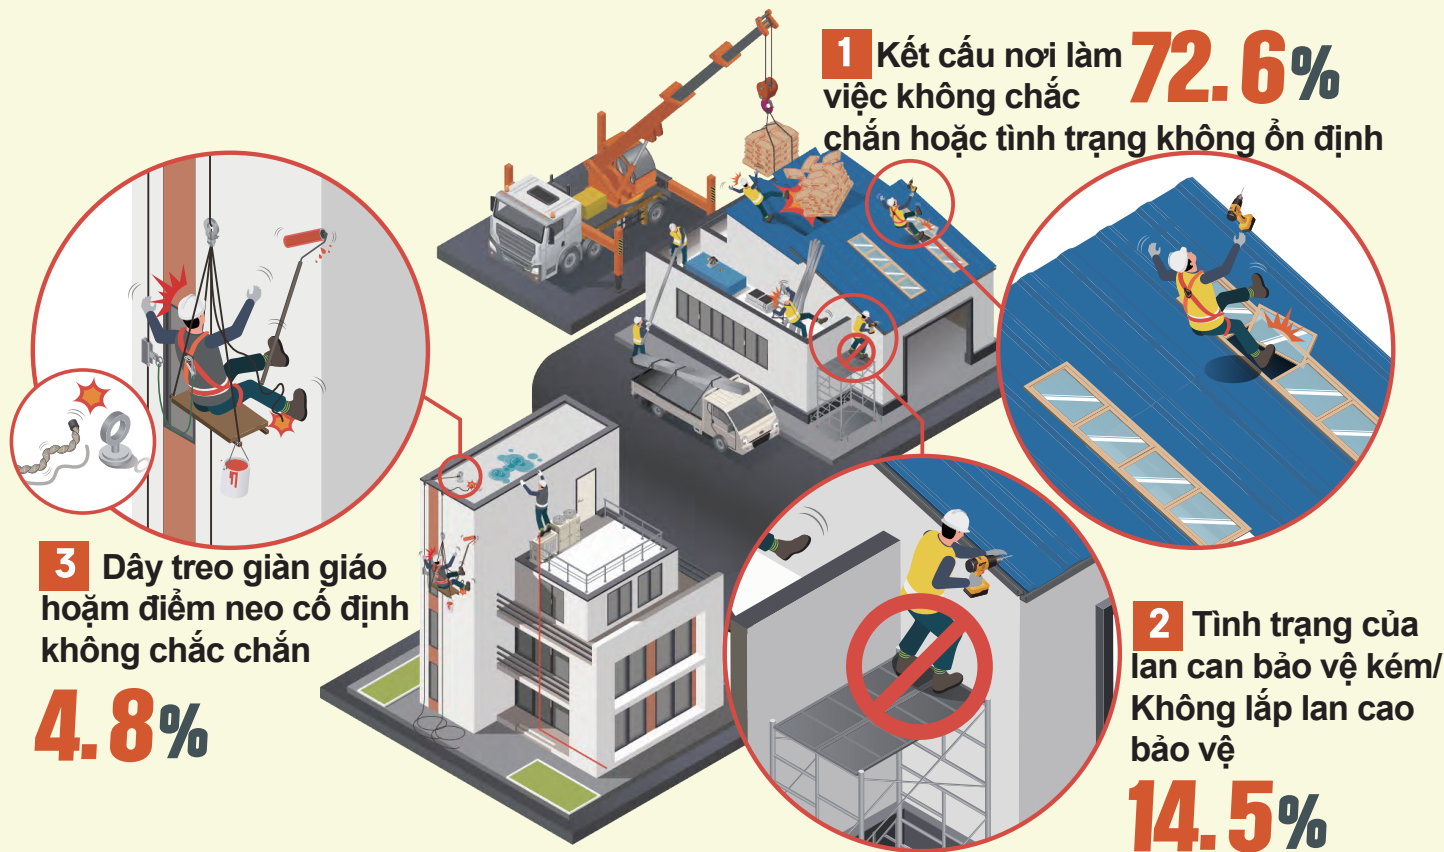 1 Kết cấu nơi làm
việc không chắc
chắn hoặc tình trạng không ổn định
72.6%
3 Dây treo giàn giáo
hoặm điểm neo cố định
không chắc chắn
4.8%
2 Tình trạng của
lan can bảo vệ kém/
Không lắp lan cao
bảo vệ
14.5%